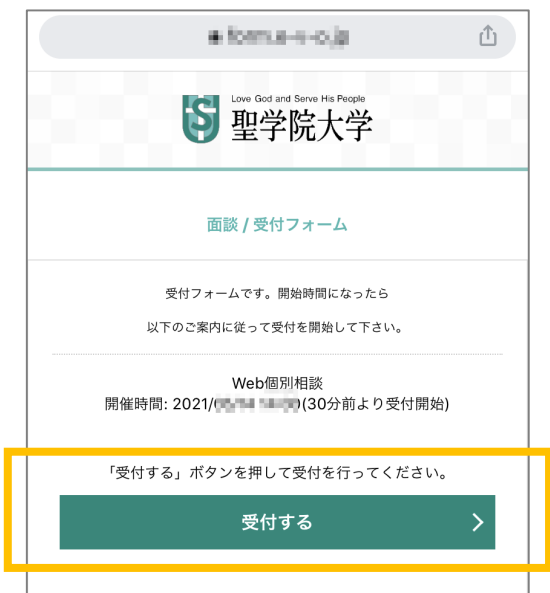 Love God and Serve His People
聖学院大学
面談 / 受付フォーム
受付フォームです。開始時間になったら
以下のご案内に従って受付を開始して下さい。
Web個別相談
開催時間: 2021/(30分前より受付開始)
「受付する」ボタンを押して受付を行ってください。
受付する